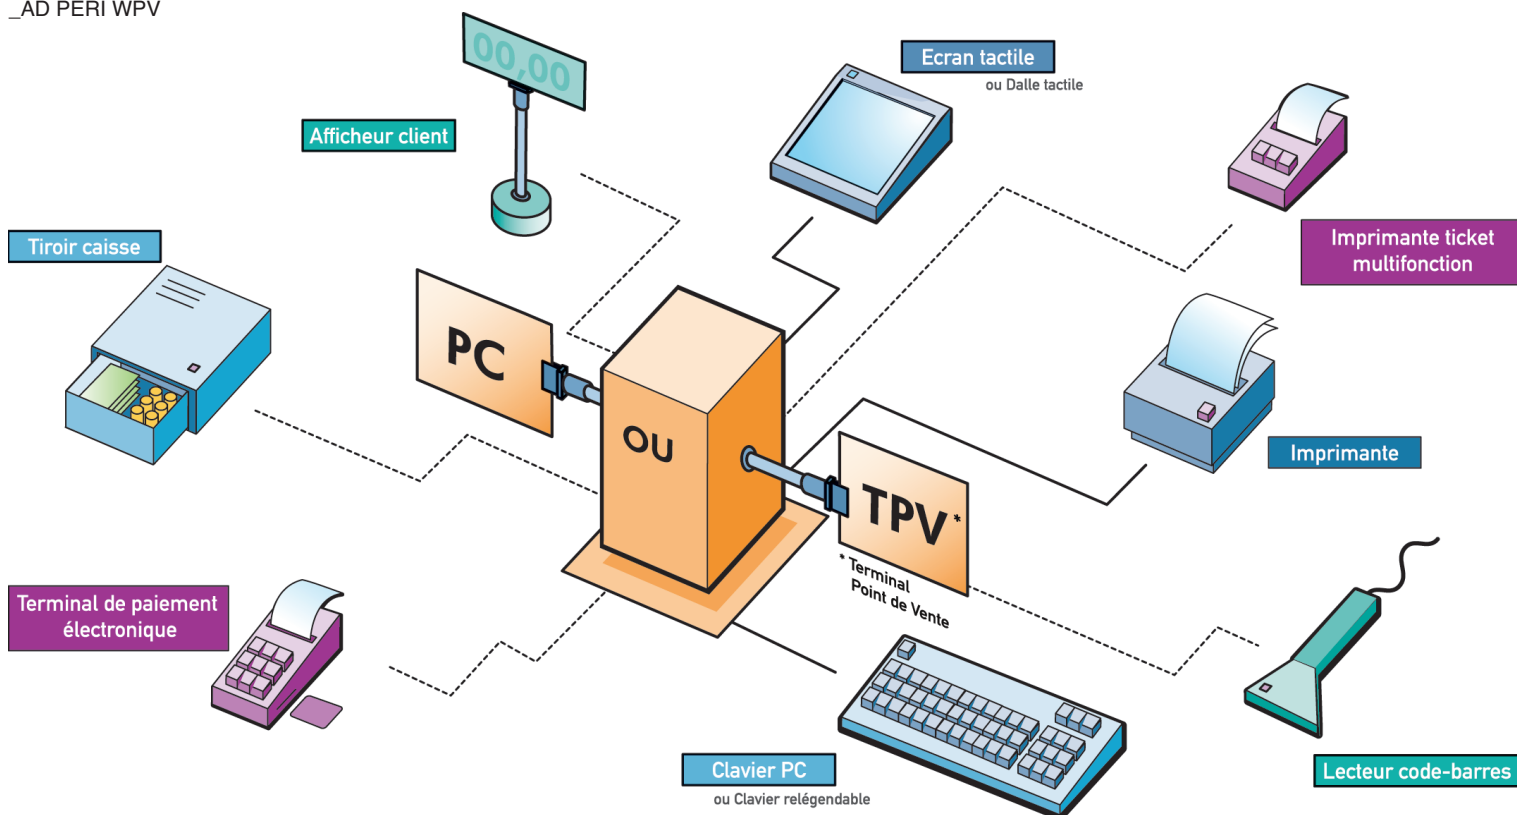 _AD PERI WPV
00,00
Ecran tactile
ou Dalle tactile
Afficheur client
Imprimante ticket
multifonction
Tiroir caisse
PC
OU
TPV*
* Terminal
Point de Vente
Imprimante
Terminal de paiement
électronique
Clavier PC
ou Clavier relégendable
Lecteur code-barres